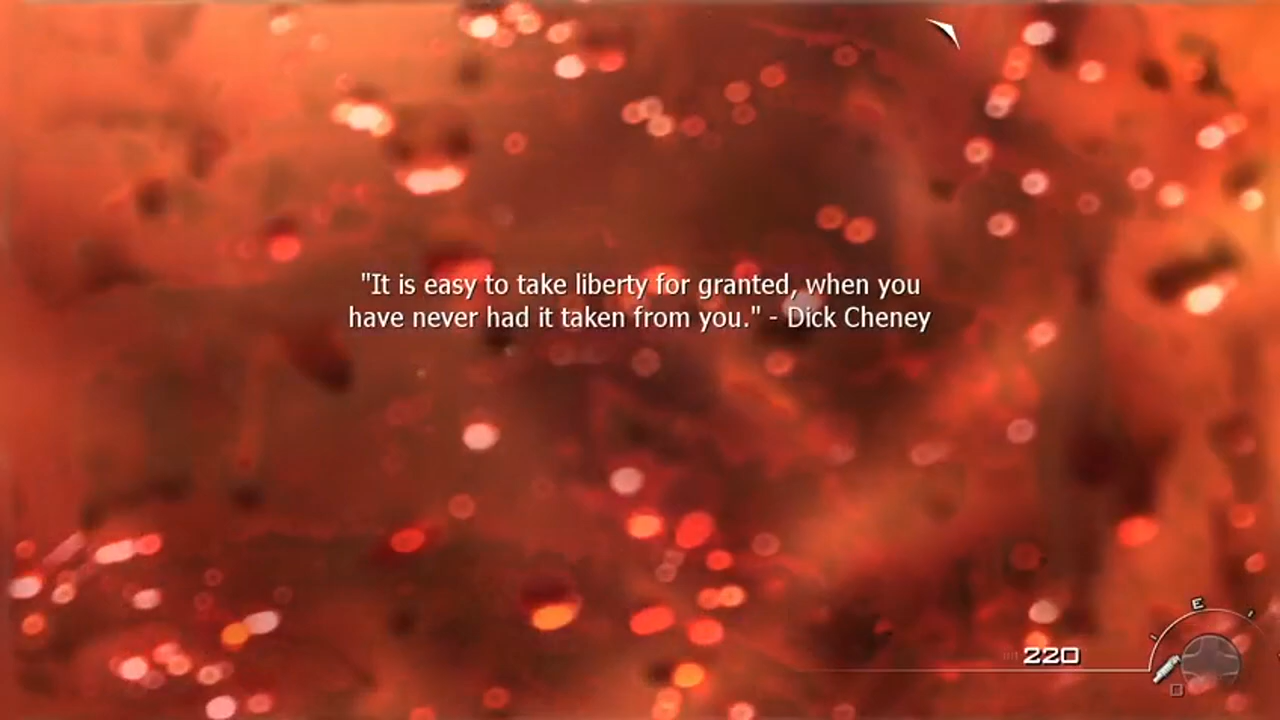 "It is easy to take liberty for granted, when you
have never had it taken from you." - Dick Cheney
E
220